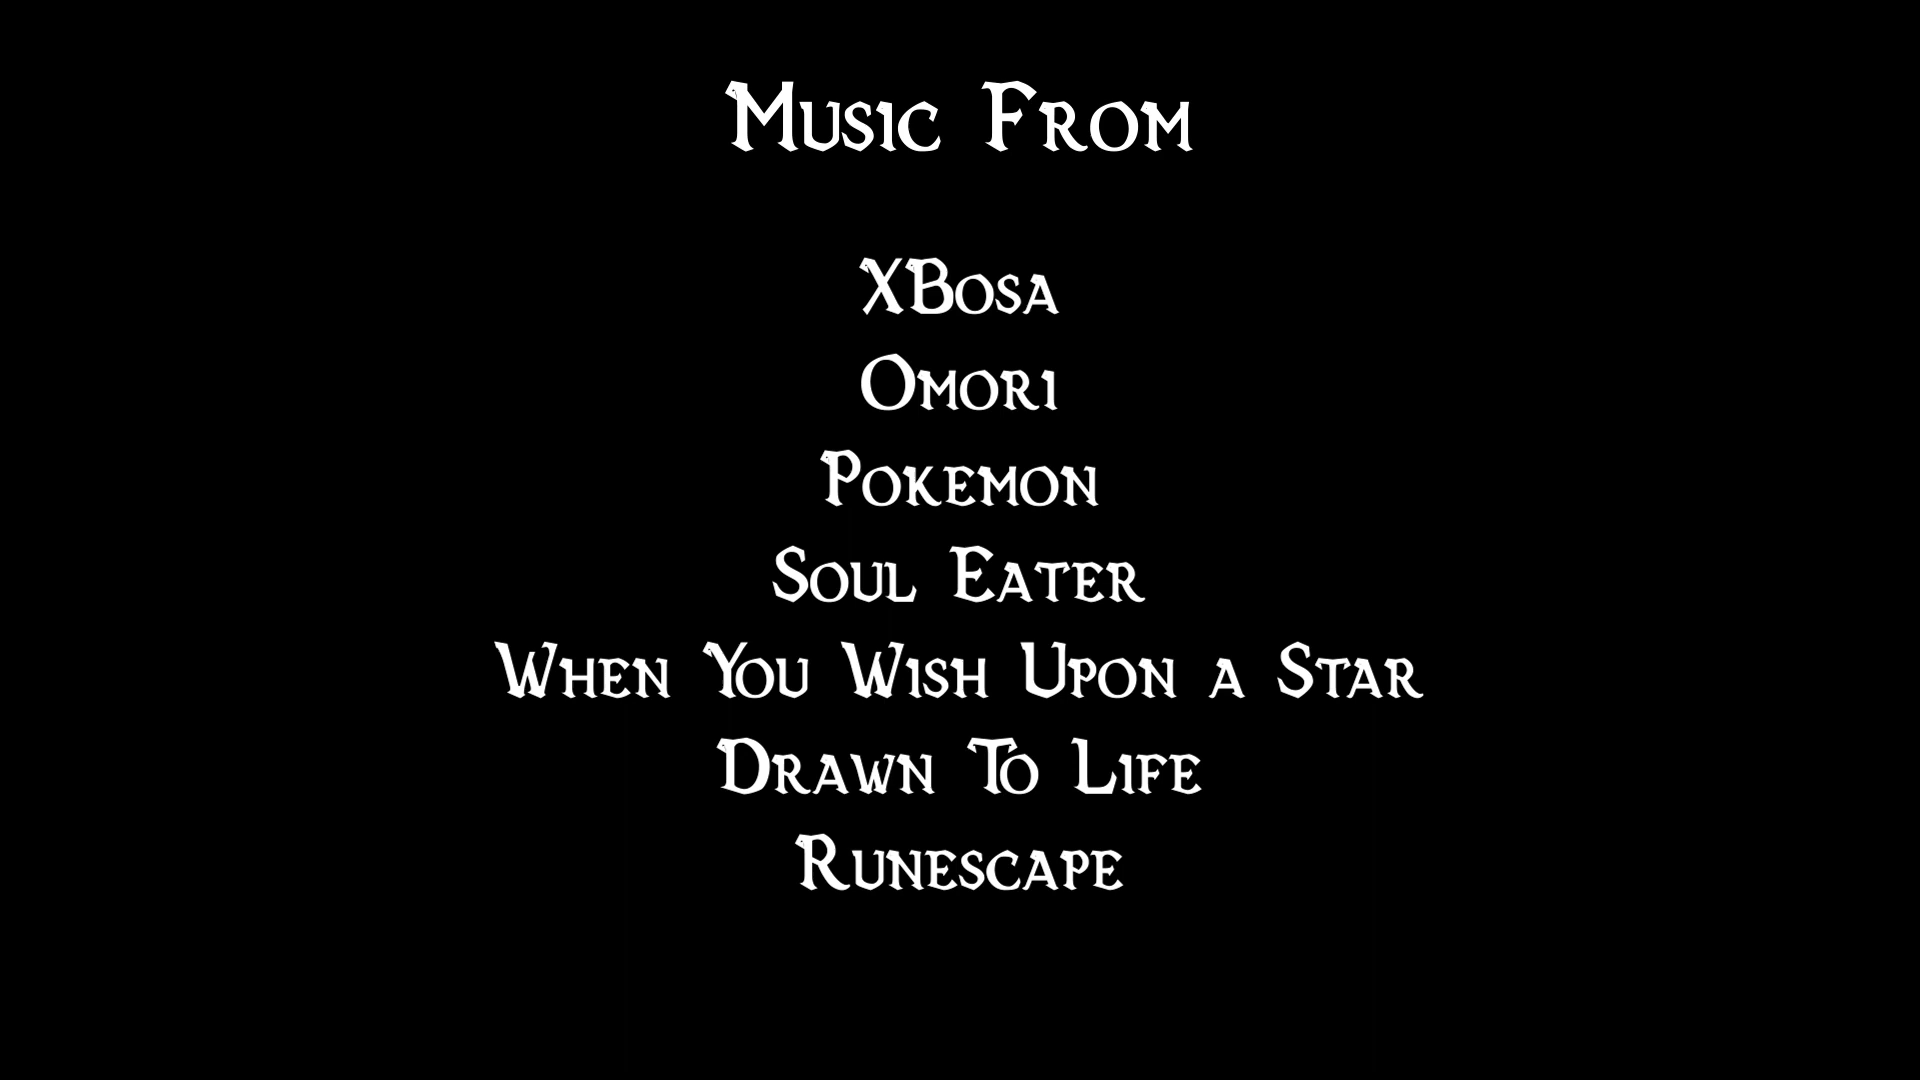 Music From
XBosa
Omori
Pokemon
Soul Eater
When You Wish Upon a Star
Drawn To Life
Runescape